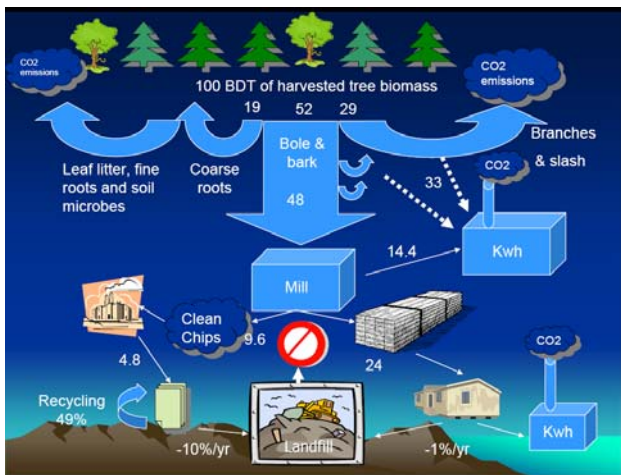 CO2
emissions
100 BDT of harvested tree biomass
CO2
emissions
19
52
29
Branches
& slash
Bole &
bark
Leaf litter, fine
roots and soil
microbes
Coarse
roots
CO2
33
48
Kwh
14.4
Mill
Clean
Chips
9.6
4.8
24
CO2
Recycling
49%
Landfill
Kwh
-10%/yr
-1%/yr